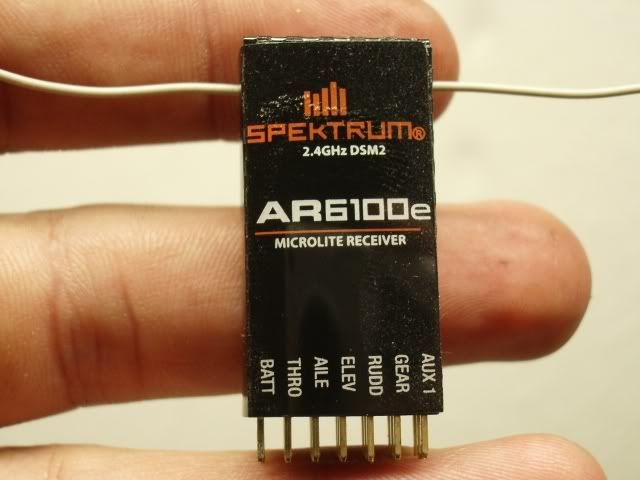 SPEKTRUM®
2.4GHz DSM2
AR6100e
MICROLITE RECEIVER
BATT
THRO
AILE
ELEV
RUDD
GEAR
AUX 1